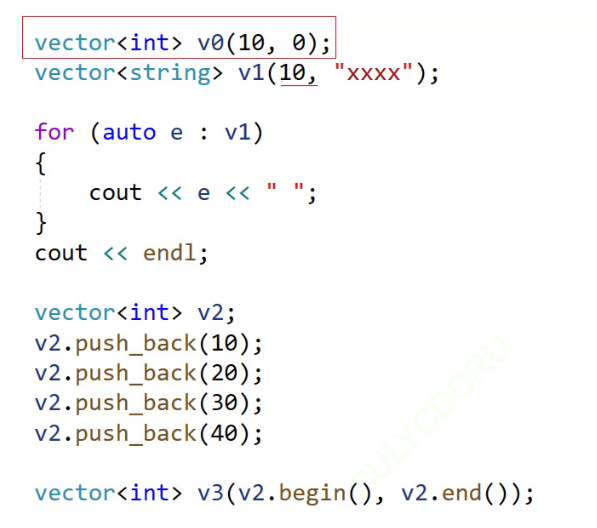 vector<int> v0(10, 0);
vector<string> v1(10, "xxxx");
for (auto e : v1)
{
    cout << e << " ";
}
cout << endl;
vector<int> v2;
v2.push_back(10);
v2.push_back(20);
v2.push_back(30);
v2.push_back(40);
vector<int> v3(v2.begin(), v2.end());